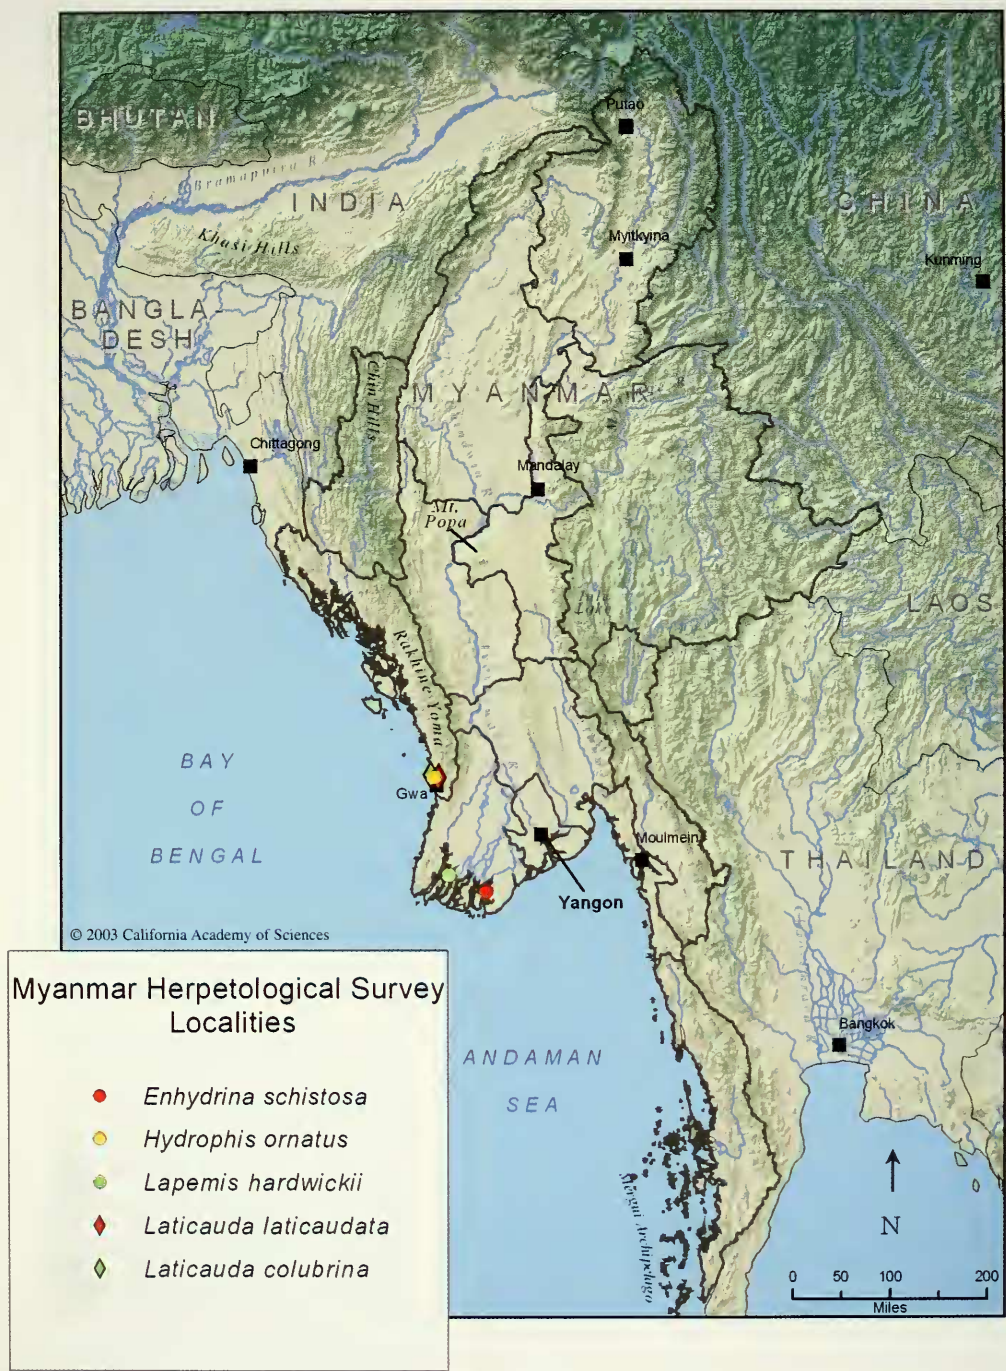 Putao
BHUTAN
Bramaputra R.
INDIA
CHINA
Khasi Hills
Myitkyina
Kunming
BANGLA-
DESH
Chin Hills
MYANMAR
Chittagong
Mandalay
Mt.
Popa
LAOS
Rakhine Yoma
BAY
OF
BENGAL
Gwa
Moulmein
THAILAND
Yangon
© 2003 California Academy of Sciences
Myanmar Herpetological Survey
Localities
Enhydrina schistosa
Hydrophis ornatus
Lapemis hardwickii
Laticauda laticaudata
Laticauda colubrina
ANDAMAN
SEA
Bangkok
Mergui Archipelago
N
0 50 100 200
Miles